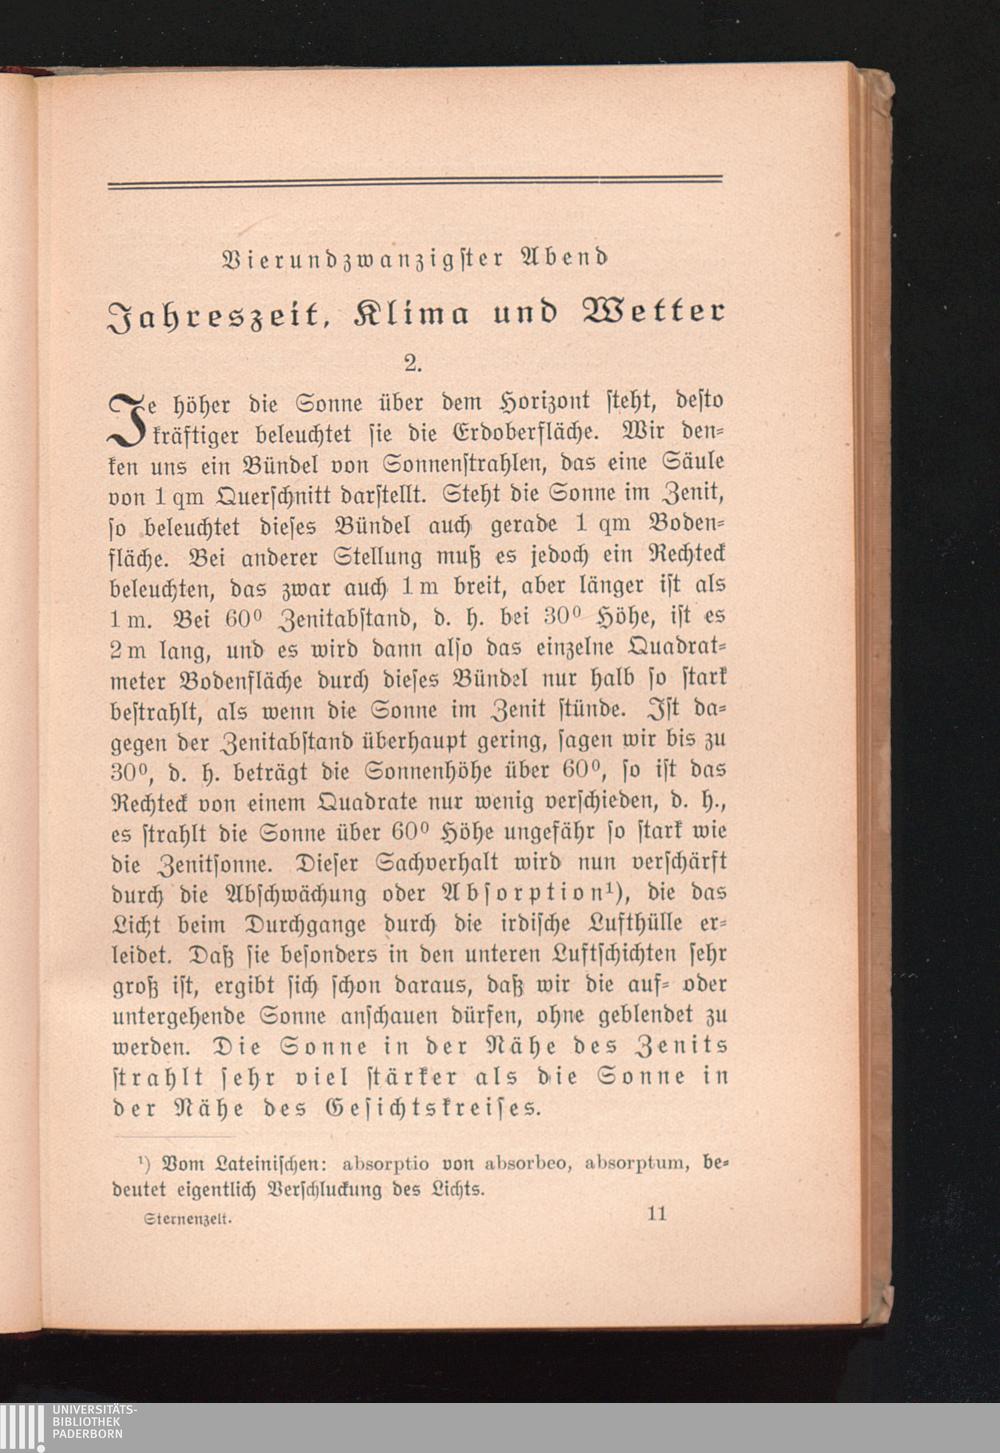 Vierundzwanzigster Abend
Jahreszeit, Klima und Wetter
2.
Je höher die Sonne über dem Horizont steht, desto
kräftiger beleuchtet sie die Erdoberfläche. Wir den-
ken uns ein Bündel von Sonnenstrahlen, das eine Säule
von 1 qm Querschnitt darstellt. Steht die Sonne im Zenit,
so beleuchtet dieses Bündel auch gerade 1 qm Boden-
fläche. Bei anderer Stellung muß es jedoch ein Rechteck
beleuchten, das zwar auch 1 m breit, aber länger ist als
1 m. Bei 60⁰ Zenitabstand, d. h. bei 30⁰ Höhe, ist es
2 m lang, und es wird dann also das einzelne Quadrat-
meter Bodenfläche durch dieses Bündel nur halb so stark
bestrahlt, als wenn die Sonne im Zenit stünde. Ist da-
gegen der Zenitabstand überhaupt gering, sagen wir bis zu
30⁰, d. h. beträgt die Sonnenhöhe über 60⁰, so ist das
Rechteck von einem Quadrate nur wenig verschieden, d. h.,
es strahlt die Sonne über 60⁰ Höhe ungefähr so stark wie
die Zenitsonne. Dieser Sachverhalt wird nun verschärft
durch die Abschwächung oder Absorption¹), die das
Licht beim Durchgange durch die irdische Lufthülle er-
leidet. Daß sie besonders in den unteren Luftschichten sehr
groß ist, ergibt sich schon daraus, daß wir die auf- oder
untergehende Sonne anschauen dürfen, ohne geblendet zu
werden. Die Sonne in der Nähe des Zenits
strahlt sehr viel stärker als die Sonne in
der Nähe des Gesichtskreises.
¹) Vom Lateinischen: absorptio von absorbeo, absorptum, be-
deutet eigentlich Verschluckung des Lichts.
Sternenzelt. 11
UNIVERSITÄTS-
BIBLIOTHEK
PADERBORN